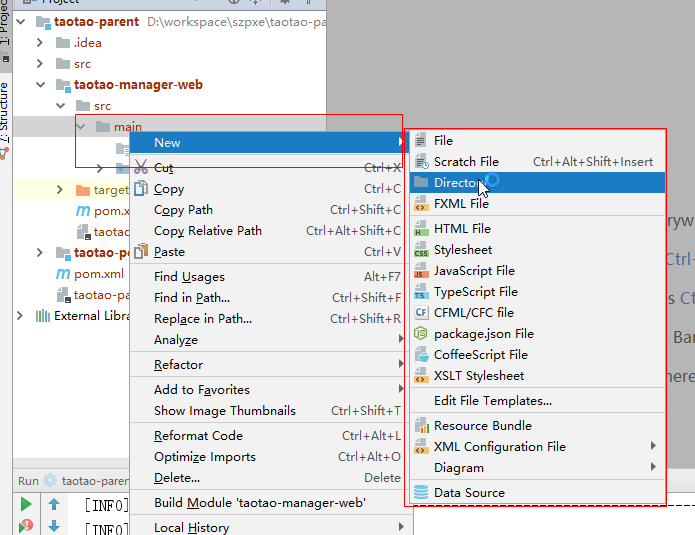 Project
1: Project
7: Structure
taotao-parent D:\workspace\szpxe\taotao-pa
.idea
src
taotao-manager-web
src
main
target
pom.x
taotao
taotao-po
pom.xml
taotao-pa
External Libra
New
Cut Ctrl+X
Copy Ctrl+C
Copy Path Ctrl+Shift+C
Copy Relative Path Ctrl+Alt+Shift+C
Paste Ctrl+V
Find Usages Alt+F7
Find in Path... Ctrl+Shift+F
Replace in Path... Ctrl+Shift+R
Analyze
Refactor
Add to Favorites
Show Image Thumbnails Ctrl+Shift+T
Reformat Code Ctrl+Alt+L
Optimize Imports Ctrl+Alt+O
Delete... Delete
Build Module 'taotao-manager-web'
Local History
File
Scratch File Ctrl+Alt+Shift+Insert
Director
FXML File
HTML File
Stylesheet
JavaScript File
TypeScript File
CFML/CFC file
package.json File
CoffeeScript File
XSLT Stylesheet
Edit File Templates...
Resource Bundle
XML Configuration File
Diagram
Data Source
ryw
Ctrl-
s Ct
Bar
here
Run taotao-parent
[INFO]
[INFO]